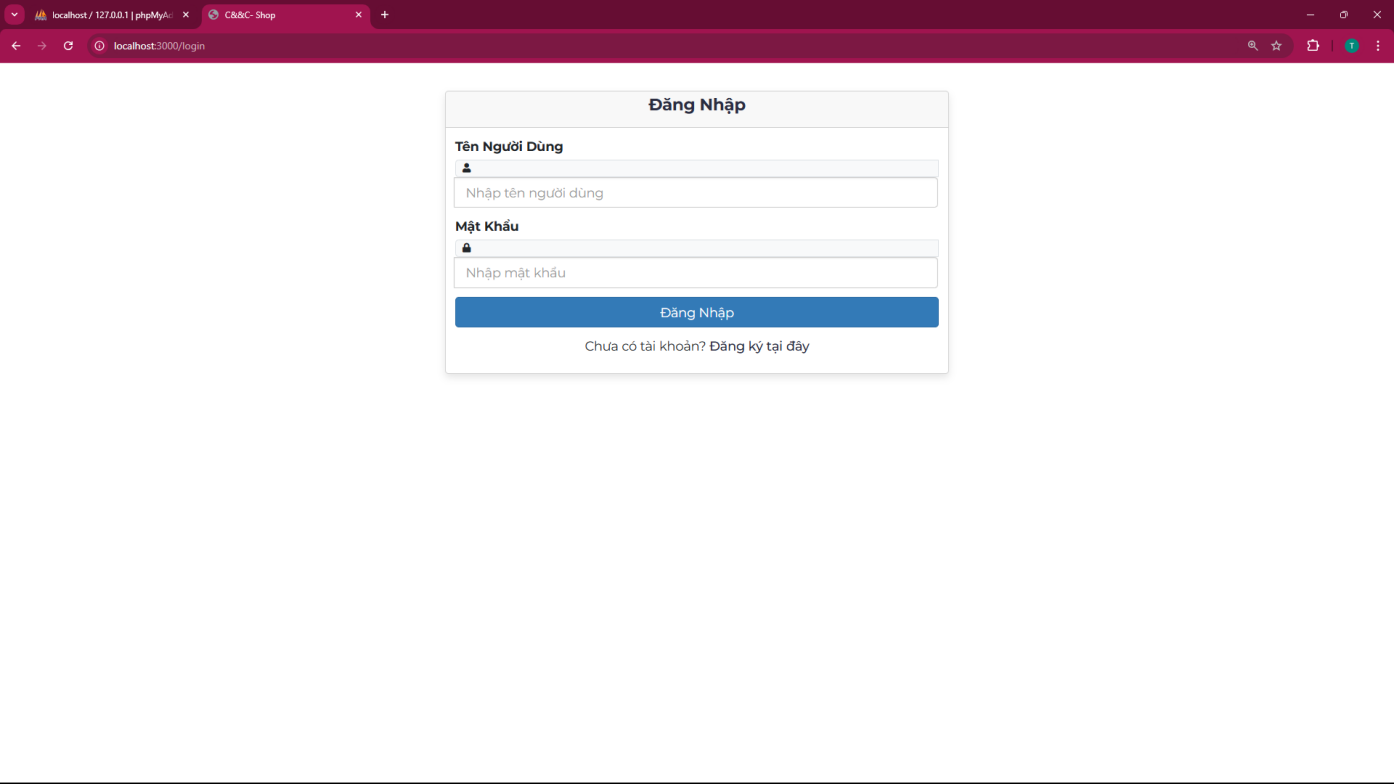 localhost / 127.0.0.1 | phpMyAd
C&&C- Shop
localhost:3000/login
T
Đăng Nhập
Tên Người Dùng
Nhập tên người dùng
Mật Khẩu
Nhập mật khẩu
Đăng Nhập
Chưa có tài khoản? Đăng ký tại đây